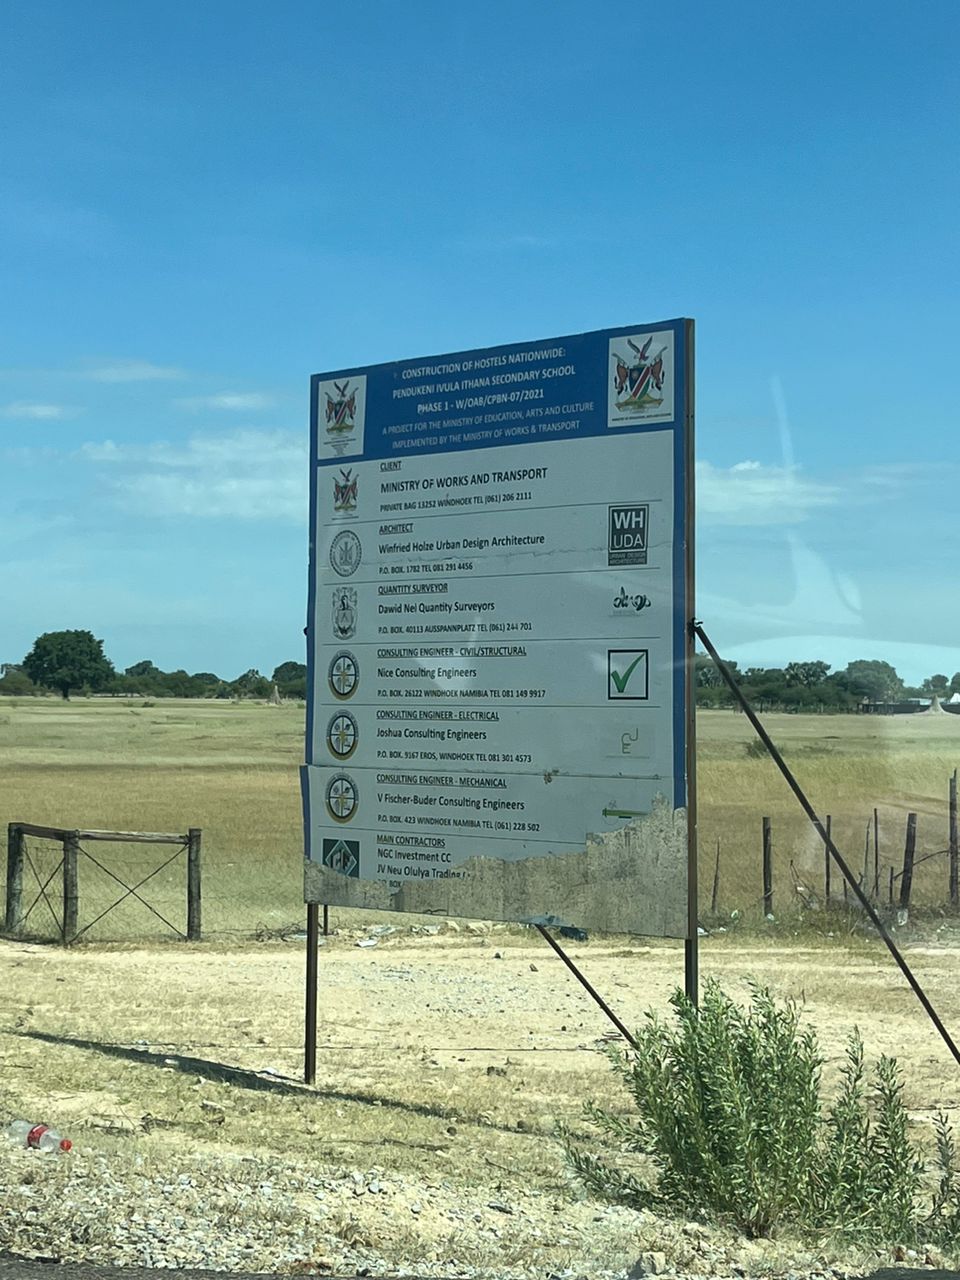 CONSTRUCTION OF HOSTELS NATIONWIDE:
PENDUKENI IVULA ITHANA SECONDARY SCHOOL
PHASE 1 - W/OAB/CPBN-07/2021
A PROJECT FOR THE MINISTRY OF EDUCATION, ARTS AND CULTURE
IMPLEMENTED BY THE MINISTRY OF WORKS & TRANSPORT
CLIENT
MINISTRY OF WORKS AND TRANSPORT
PRIVATE BAG 13252 WINDHOEK TEL (061) 206 2111
ARCHITECT
Winfried Holze Urban Design Architecture
P.O. BOX. 1782 TEL 081 291 4456
WH
UDA
URBAN DESIGN
ARCHITECTURE
QUANTITY SURVEYOR
Dawid Nel Quantity Surveyors
P.O. BOX. 40113 AUSSPANNPLATZ TEL (061) 244 701
CONSULTING ENGINEER - CIVIL/STRUCTURAL
Nice Consulting Engineers
P.O. BOX. 26122 WINDHOEK NAMIBIA TEL 081 149 9917
CONSULTING ENGINEER - ELECTRICAL
Joshua Consulting Engineers
P.O. BOX. 9167 EROS, WINDHOEK TEL 081 301 4573
CONSULTING ENGINEER - MECHANICAL
V Fischer-Buder Consulting Engineers
P.O. BOX. 423 WINDHOEK NAMIBIA TEL (061) 228 502
MAIN CONTRACTORS
NGC Investment CC
JV Neu Olulya Trading
BOX